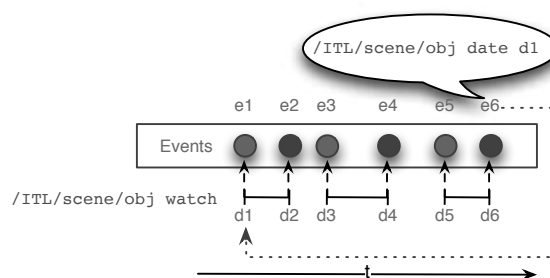 /ITL/scene/obj date d1
e1 e2 e3 e4 e5 e6
Events
/ITL/scene/obj watch
d1 d2 d3 d4 d5 d6
t